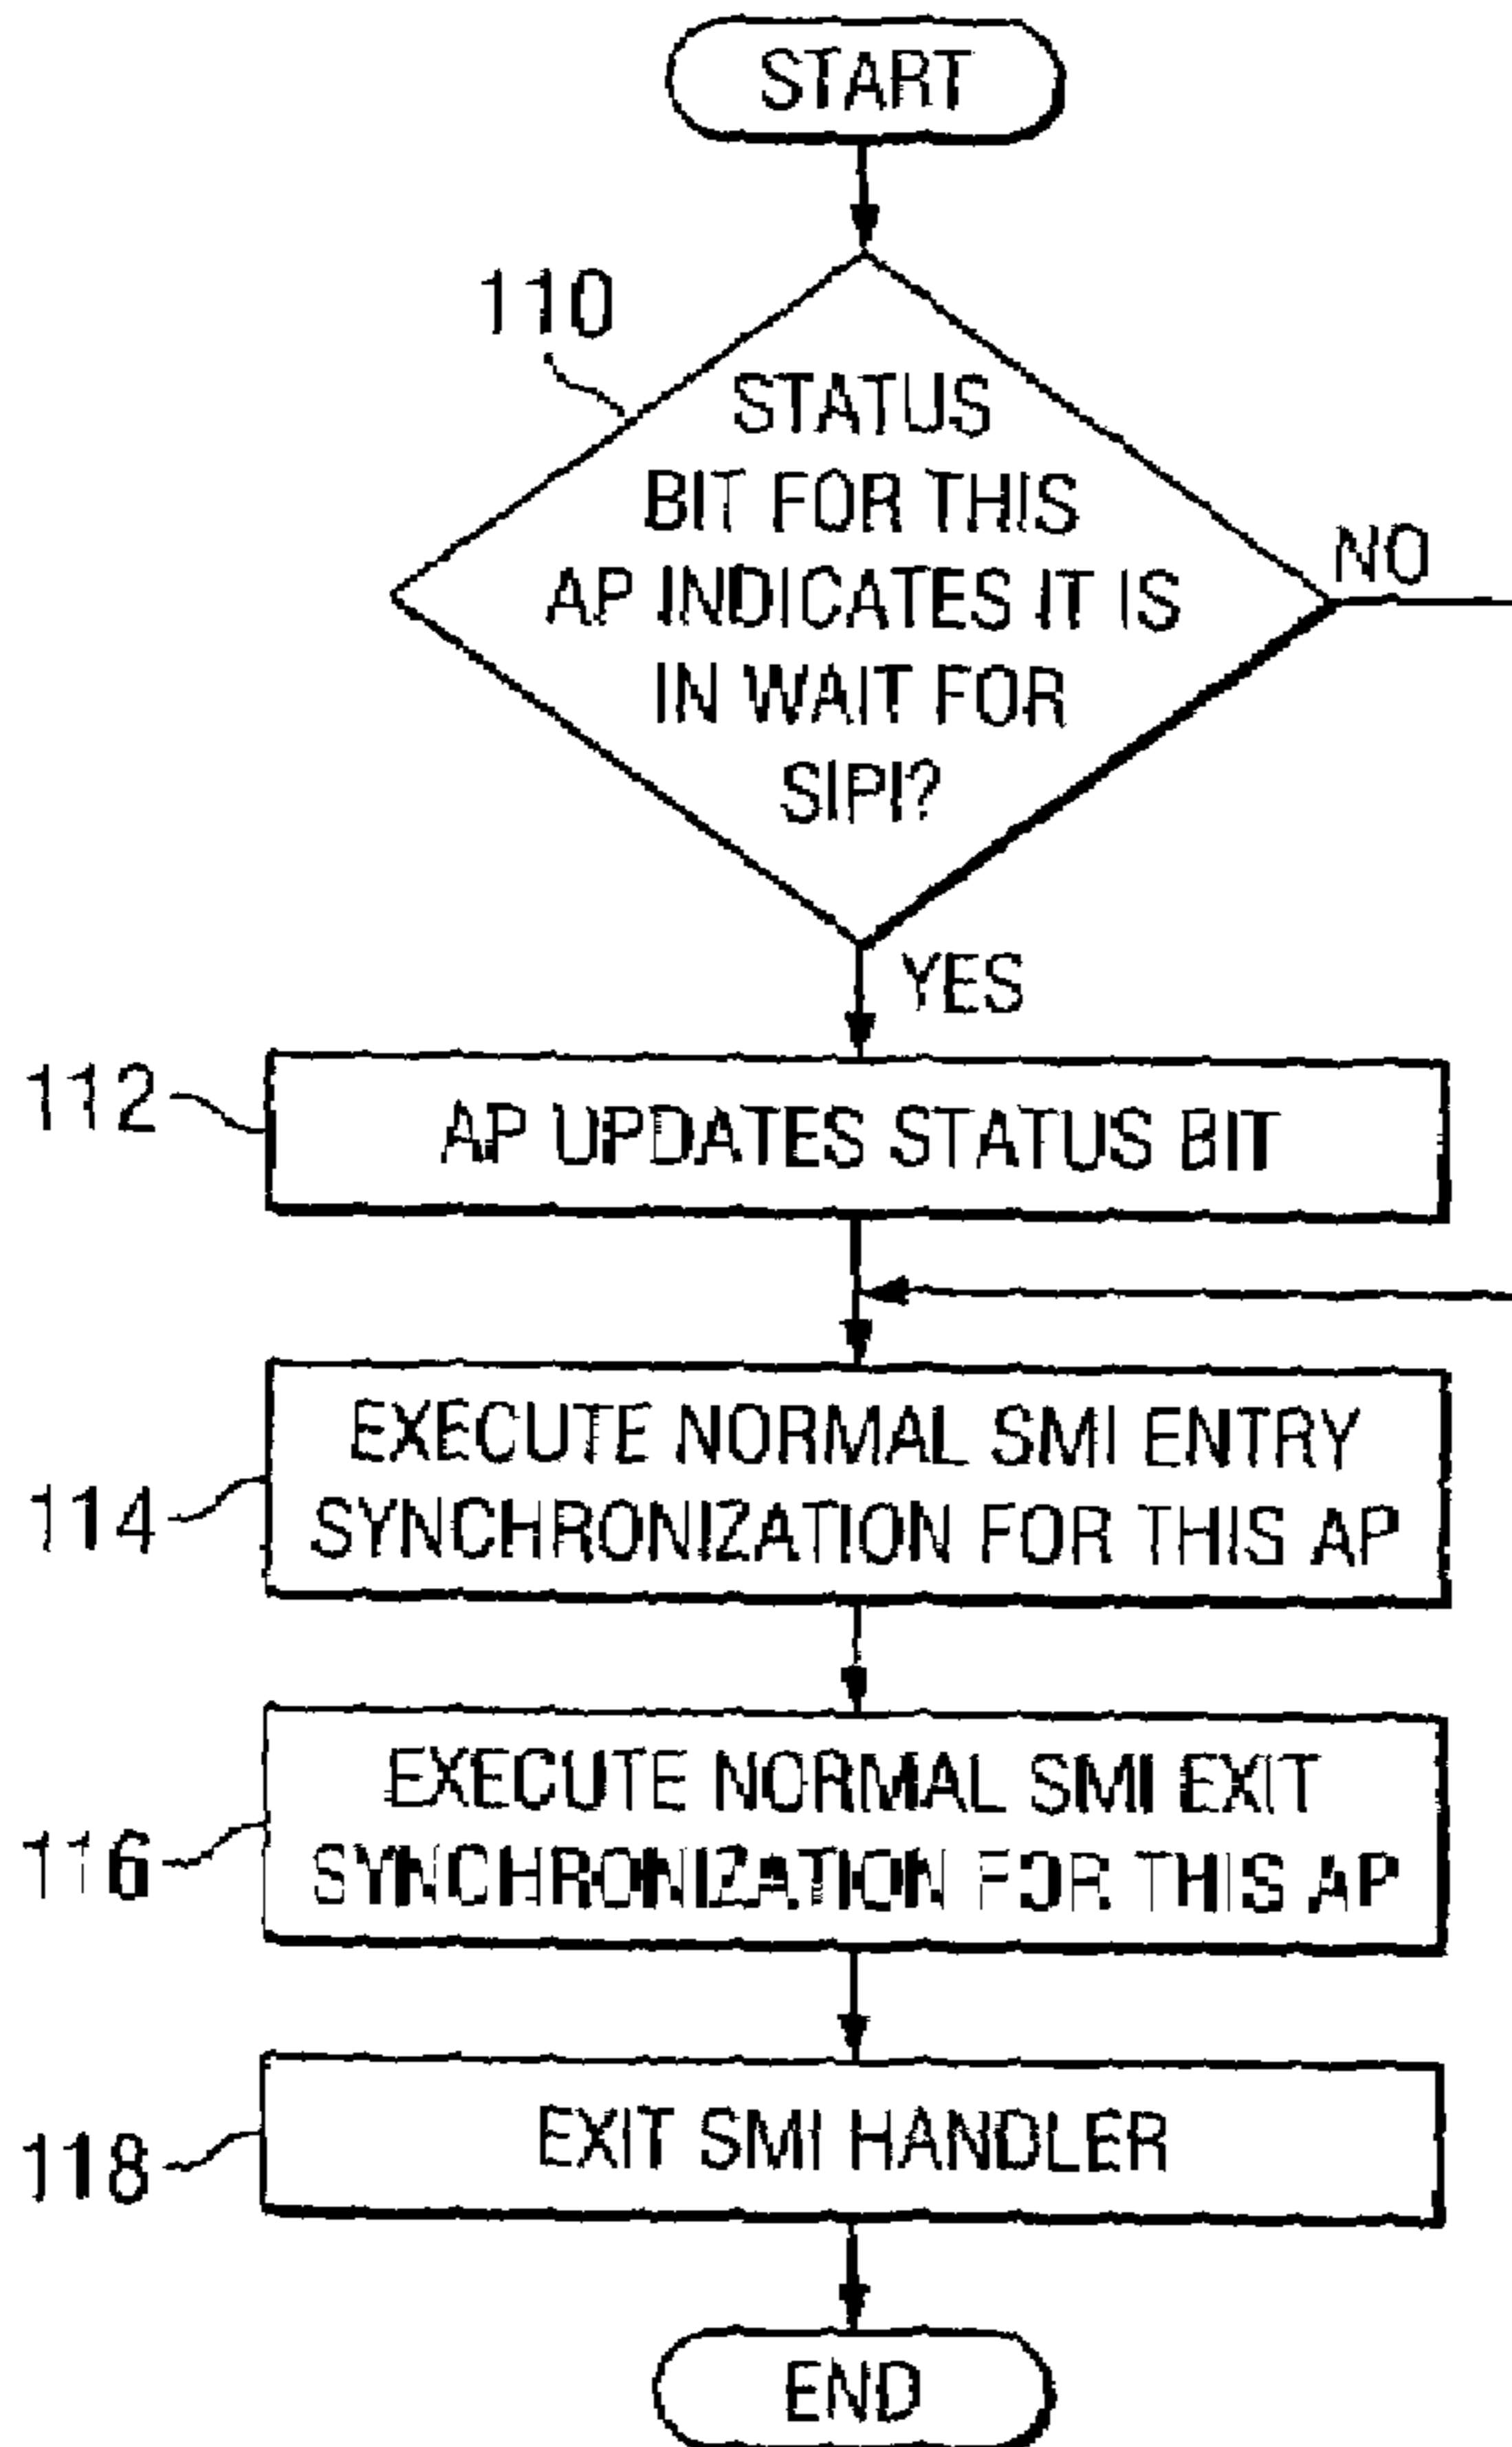 START
110
STATUS
BIT FOR THIS
AP INDICATES IT IS
IN WAIT FOR
SIPI?
NO
YES
112
AP UPDATES STATUS BIT
EXECUTE NORMAL SMI ENTRY
SYNCHRONIZATION FOR THIS AP
114
EXECUTE NORMAL SMI EXIT
SYNCHRONIZATION FOR THIS AP
116
EXIT SMI HANDLER
118
END